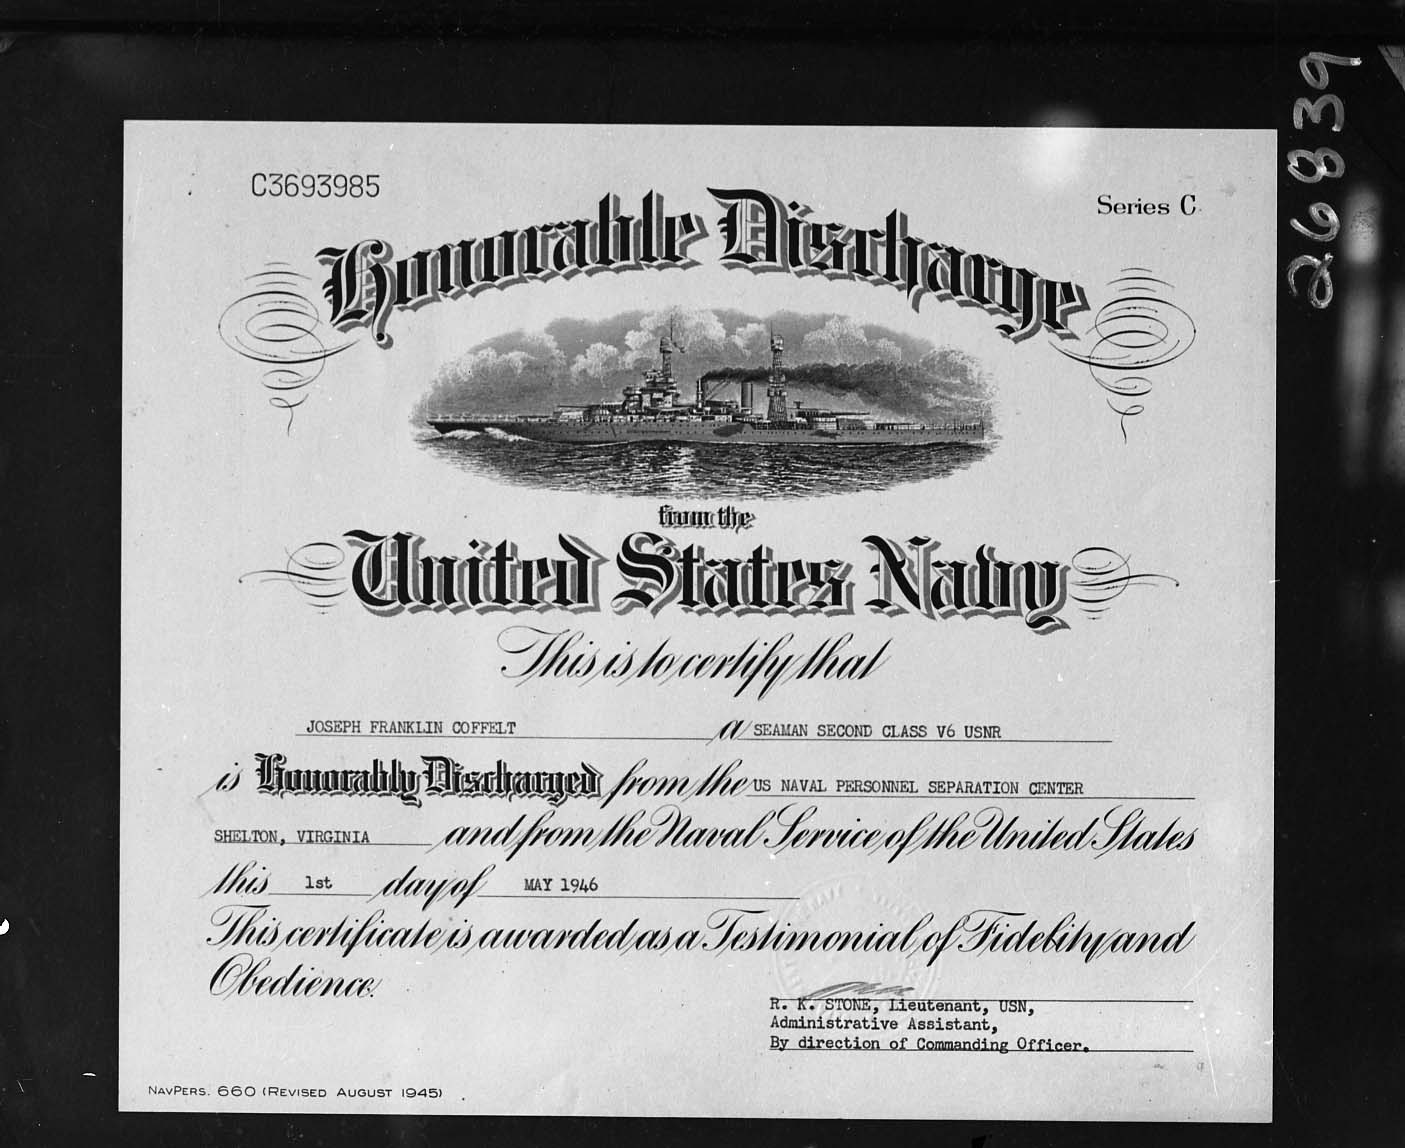 26839
C3693985
Series C
Honorable Discharge
from the
United States Navy
This is to certify that
JOSEPH FRANKLIN COFFELT a SEAMAN SECOND CLASS V6 USNR
is Honorably Discharged from the US NAVAL PERSONNEL SEPARATION CENTER
SHELTON, VIRGINIA and from the Naval Service of the United States
this 1st day of MAY 1946
This certificate is awarded as a Testimonial of Fidelity and
Obedience.
R. K. STONE, Lieutenant, USN,
Administrative Assistant,
By direction of Commanding Officer.
NAVPERS. 660 (REVISED AUGUST 1945)